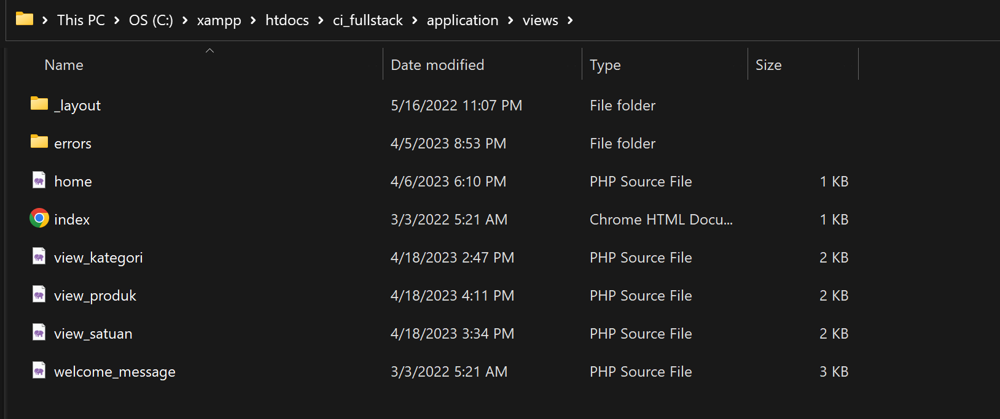 This PC > OS (C:) > xampp > htdocs > ci_fullstack > application > views >
Name Date modified Type Size
_layout 5/16/2022 11:07 PM File folder
errors 4/5/2023 8:53 PM File folder
home 4/6/2023 6:10 PM PHP Source File 1 KB
index 3/3/2022 5:21 AM Chrome HTML Docu... 1 KB
view_kategori 4/18/2023 2:47 PM PHP Source File 2 KB
view_produk 4/18/2023 4:11 PM PHP Source File 2 KB
view_satuan 4/18/2023 3:34 PM PHP Source File 2 KB
welcome_message 3/3/2022 5:21 AM PHP Source File 3 KB